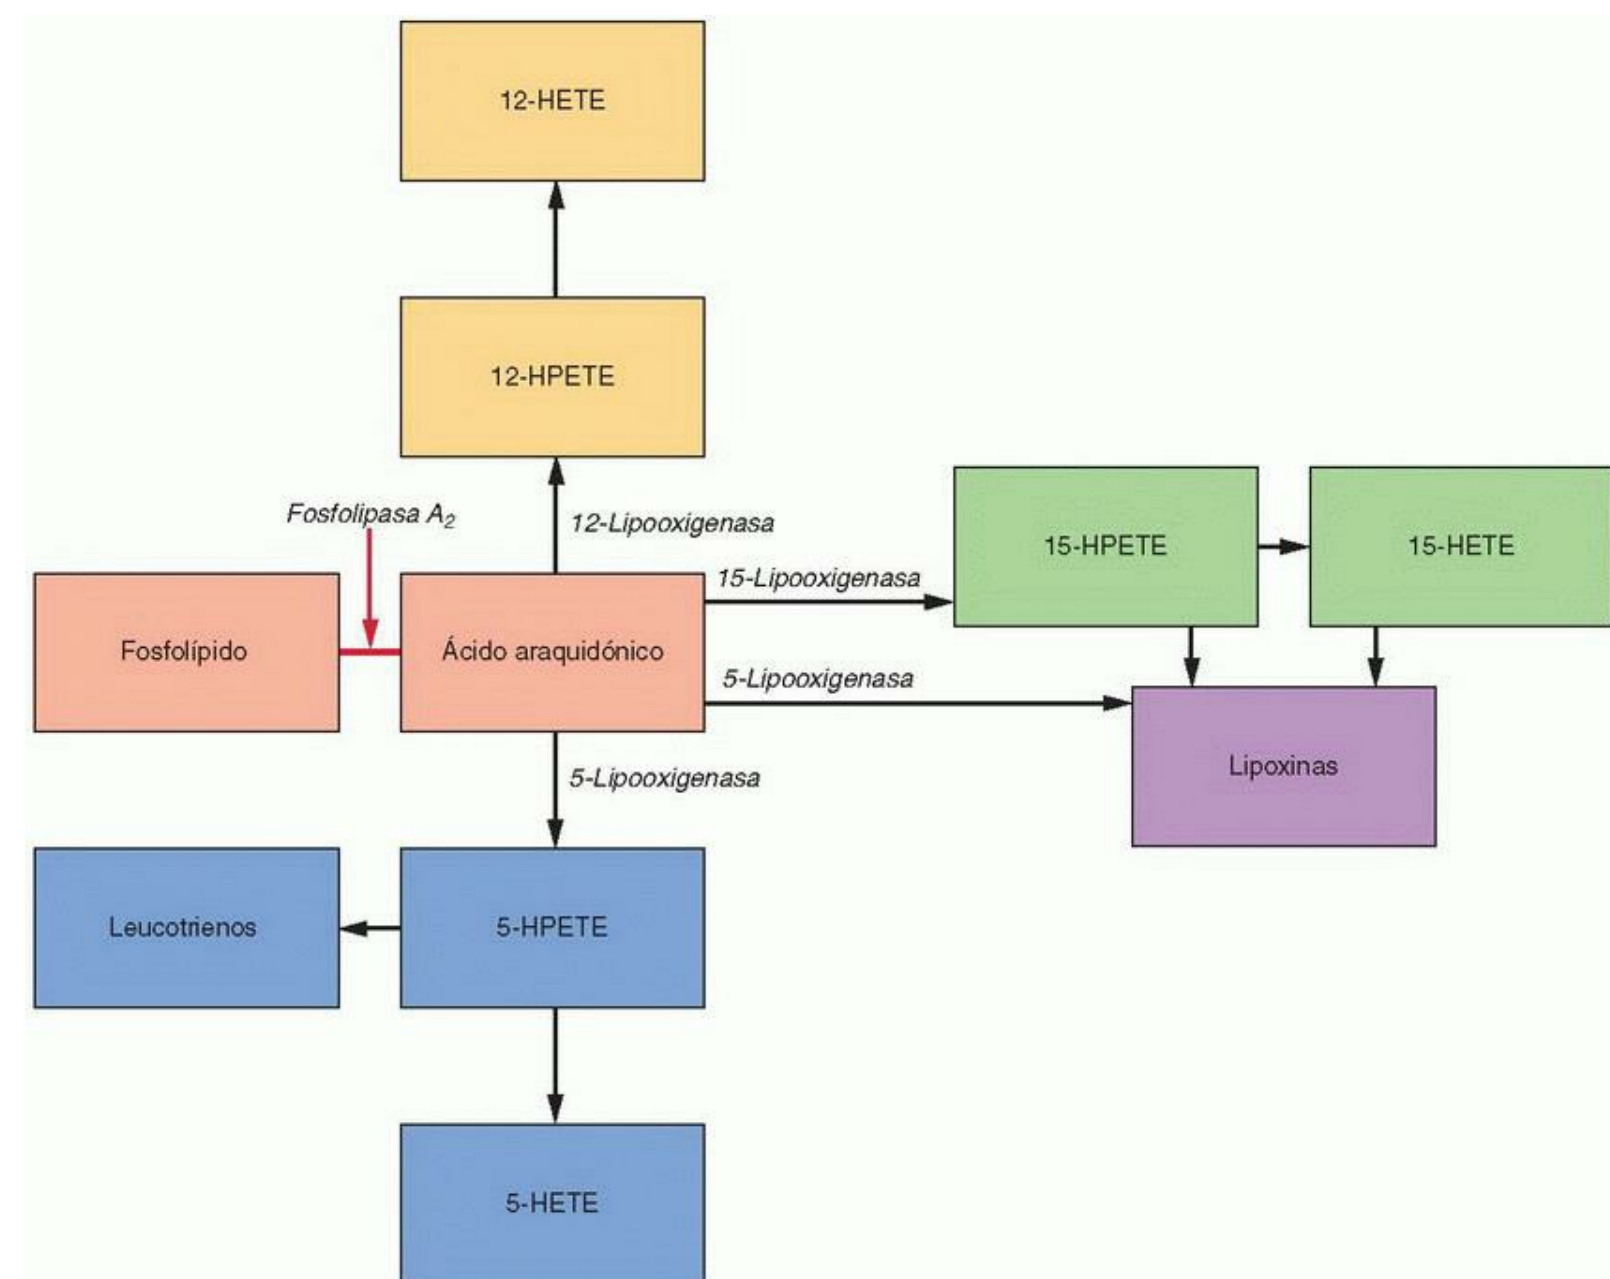 12-HETE
12-HPETE
Fosfolipasa A2
12-Lipooxigenasa
15-HPETE
15-HETE
15-Lipooxigenasa
Fosfolípido
Ácido araquidónico
5-Lipooxigenasa
Lipoxinas
5-Lipooxigenasa
Leucotrienos
5-HPETE
5-HETE